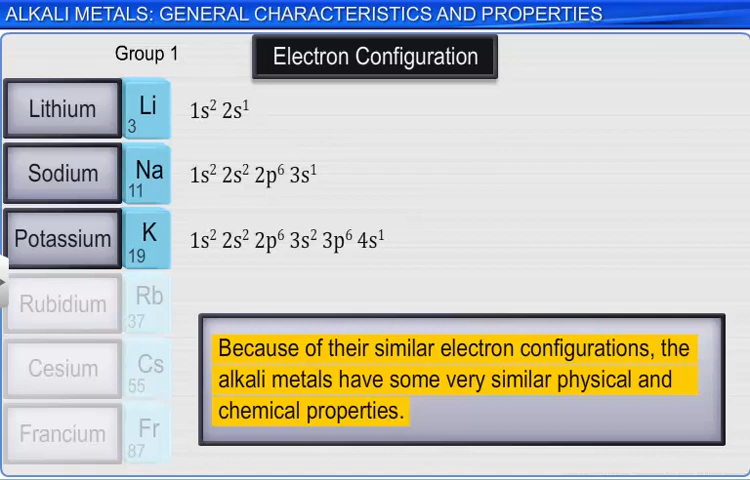 ALKALI METALS: GENERAL CHARACTERISTICS AND PROPERTIES
Group 1
Electron Configuration
Lithium Li 3 1s² 2s¹
Sodium Na 11 1s² 2s² 2p⁶ 3s¹
Potassium K 19 1s² 2s² 2p⁶ 3s² 3p⁶ 4s¹
Rubidium Rb 37
Cesium Cs 55
Francium Fr 87
Because of their similar electron configurations, the
alkali metals have some very similar physical and
chemical properties.